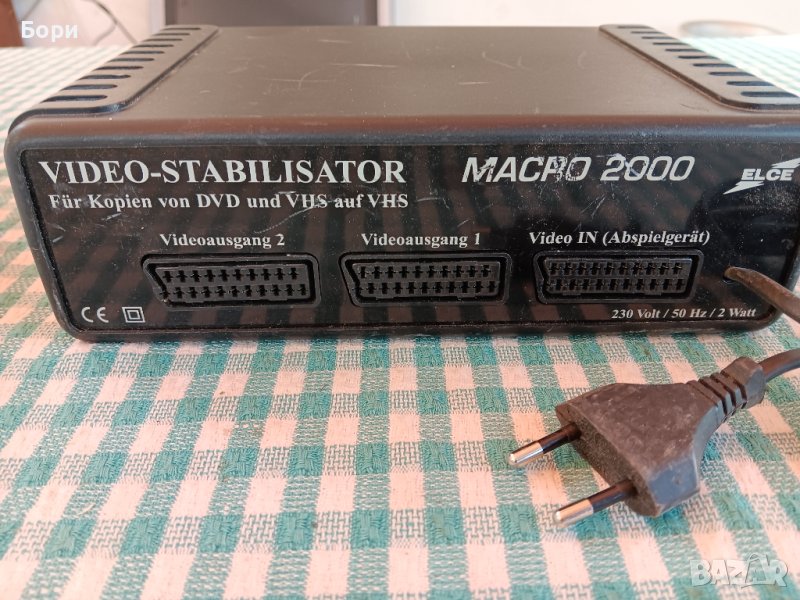 Бори
VIDEO-STABILISATOR
MACRO 2000
ELCE
Für Kopien von DVD und VHS auf VHS
Videoausgang 2
Videoausgang 1
Video IN (Abspielgerät)
CE
230 Volt / 50 Hz / 2 Watt
BAZAR